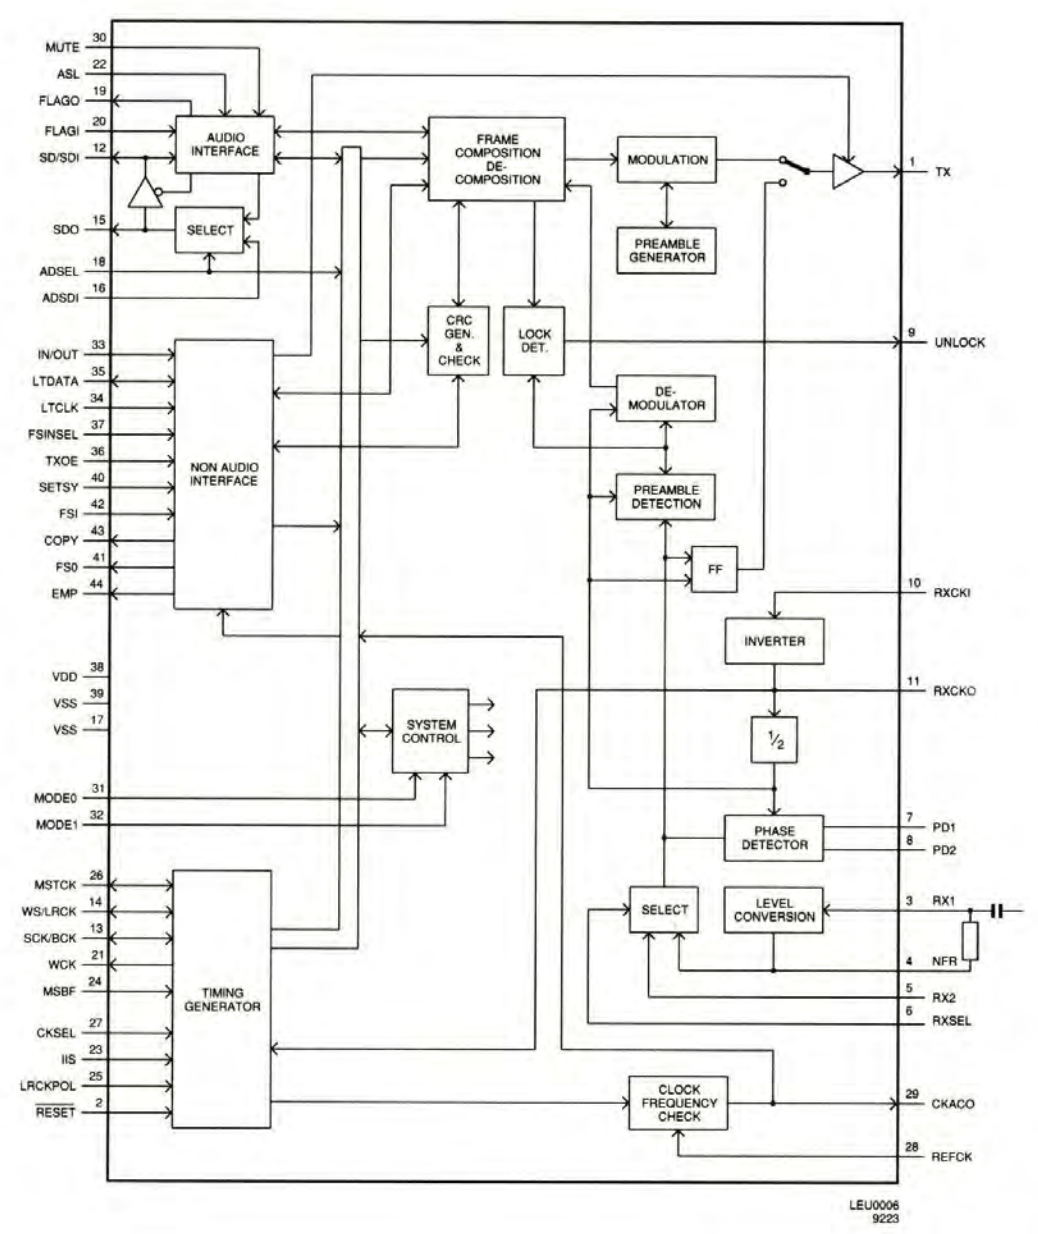 30
MUTE
22
ASL
19
FLAGO
20
FLAGI
12
SD/SDI
15
SDO
18
ADSEL
16
ADSDI
AUDIO
INTERFACE
SELECT
FRAME
COMPOSITION
DE-
COMPOSITION
MODULATION
PREAMBLE
GENERATOR
1
TX
CRC
GEN.
&
CHECK
LOCK
DET.
9
UNLOCK
33
IN/OUT
35
LTDATA
34
LTCLK
37
FSINSEL
36
TXOE
40
SETSY
42
FSI
43
COPY
41
FS0
44
EMP
NON AUDIO
INTERFACE
DE-
MODULATOR
PREAMBLE
DETECTION
FF
10
RXCKI
INVERTER
11
RXCKO
1/2
38
VDD
39
VSS
17
VSS
SYSTEM
CONTROL
31
MODE0
32
MODE1
PHASE
DETECTOR
7
PD1
8
PD2
26
MSTCK
14
WS/LRCK
13
SCK/BCK
21
WCK
24
MSBF
27
CKSEL
23
IIS
25
LRCKPOL
2
RESET
TIMING
GENERATOR
SELECT
LEVEL
CONVERSION
3
RX1
4
NFR
5
RX2
6
RXSEL
CLOCK
FREQUENCY
CHECK
29
CKACO
28
REFCK
LEU0006
9223